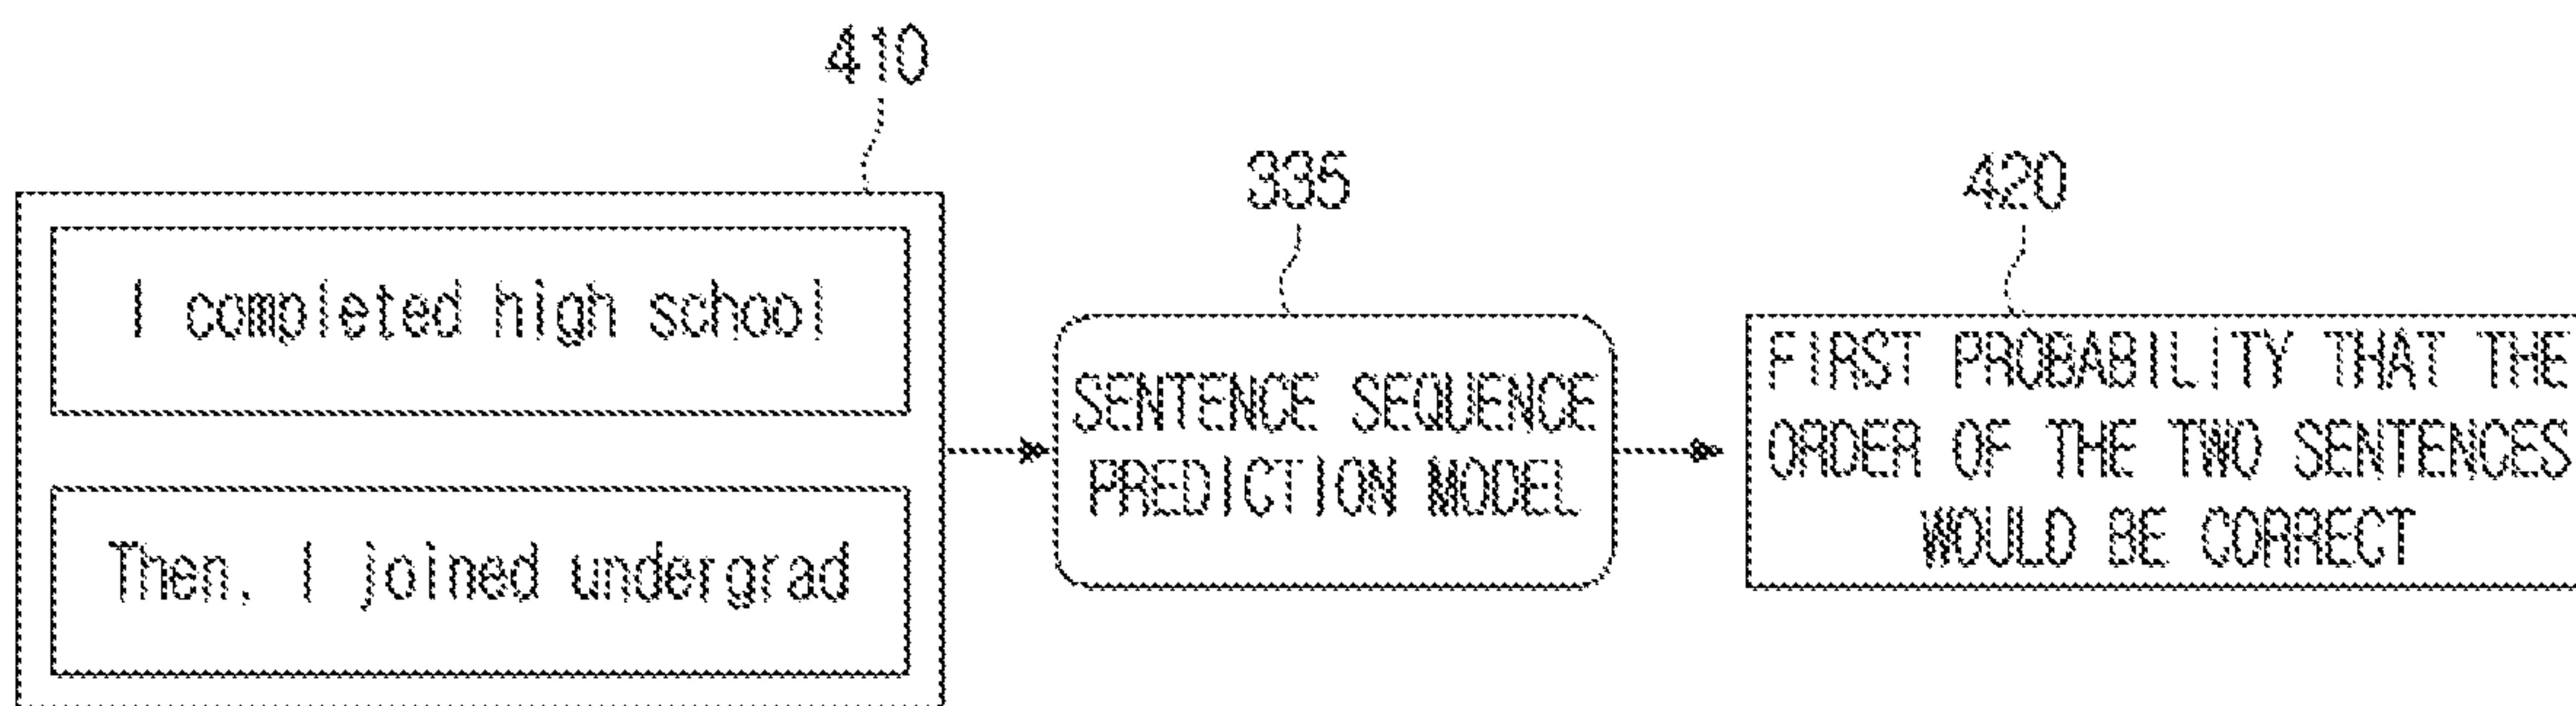 410
I completed high school
Then, I joined undergrad
335
SENTENCE SEQUENCE
PREDICTION MODEL
420
FIRST PROBABILITY THAT THE
ORDER OF THE TWO SENTENCES
WOULD BE CORRECT